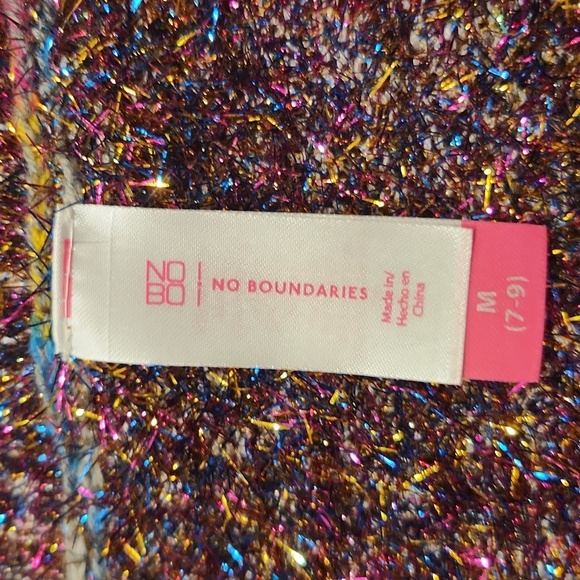 NO
BO
NO BOUNDARIES
Made in/
Hecho en
China
M
(7-9)